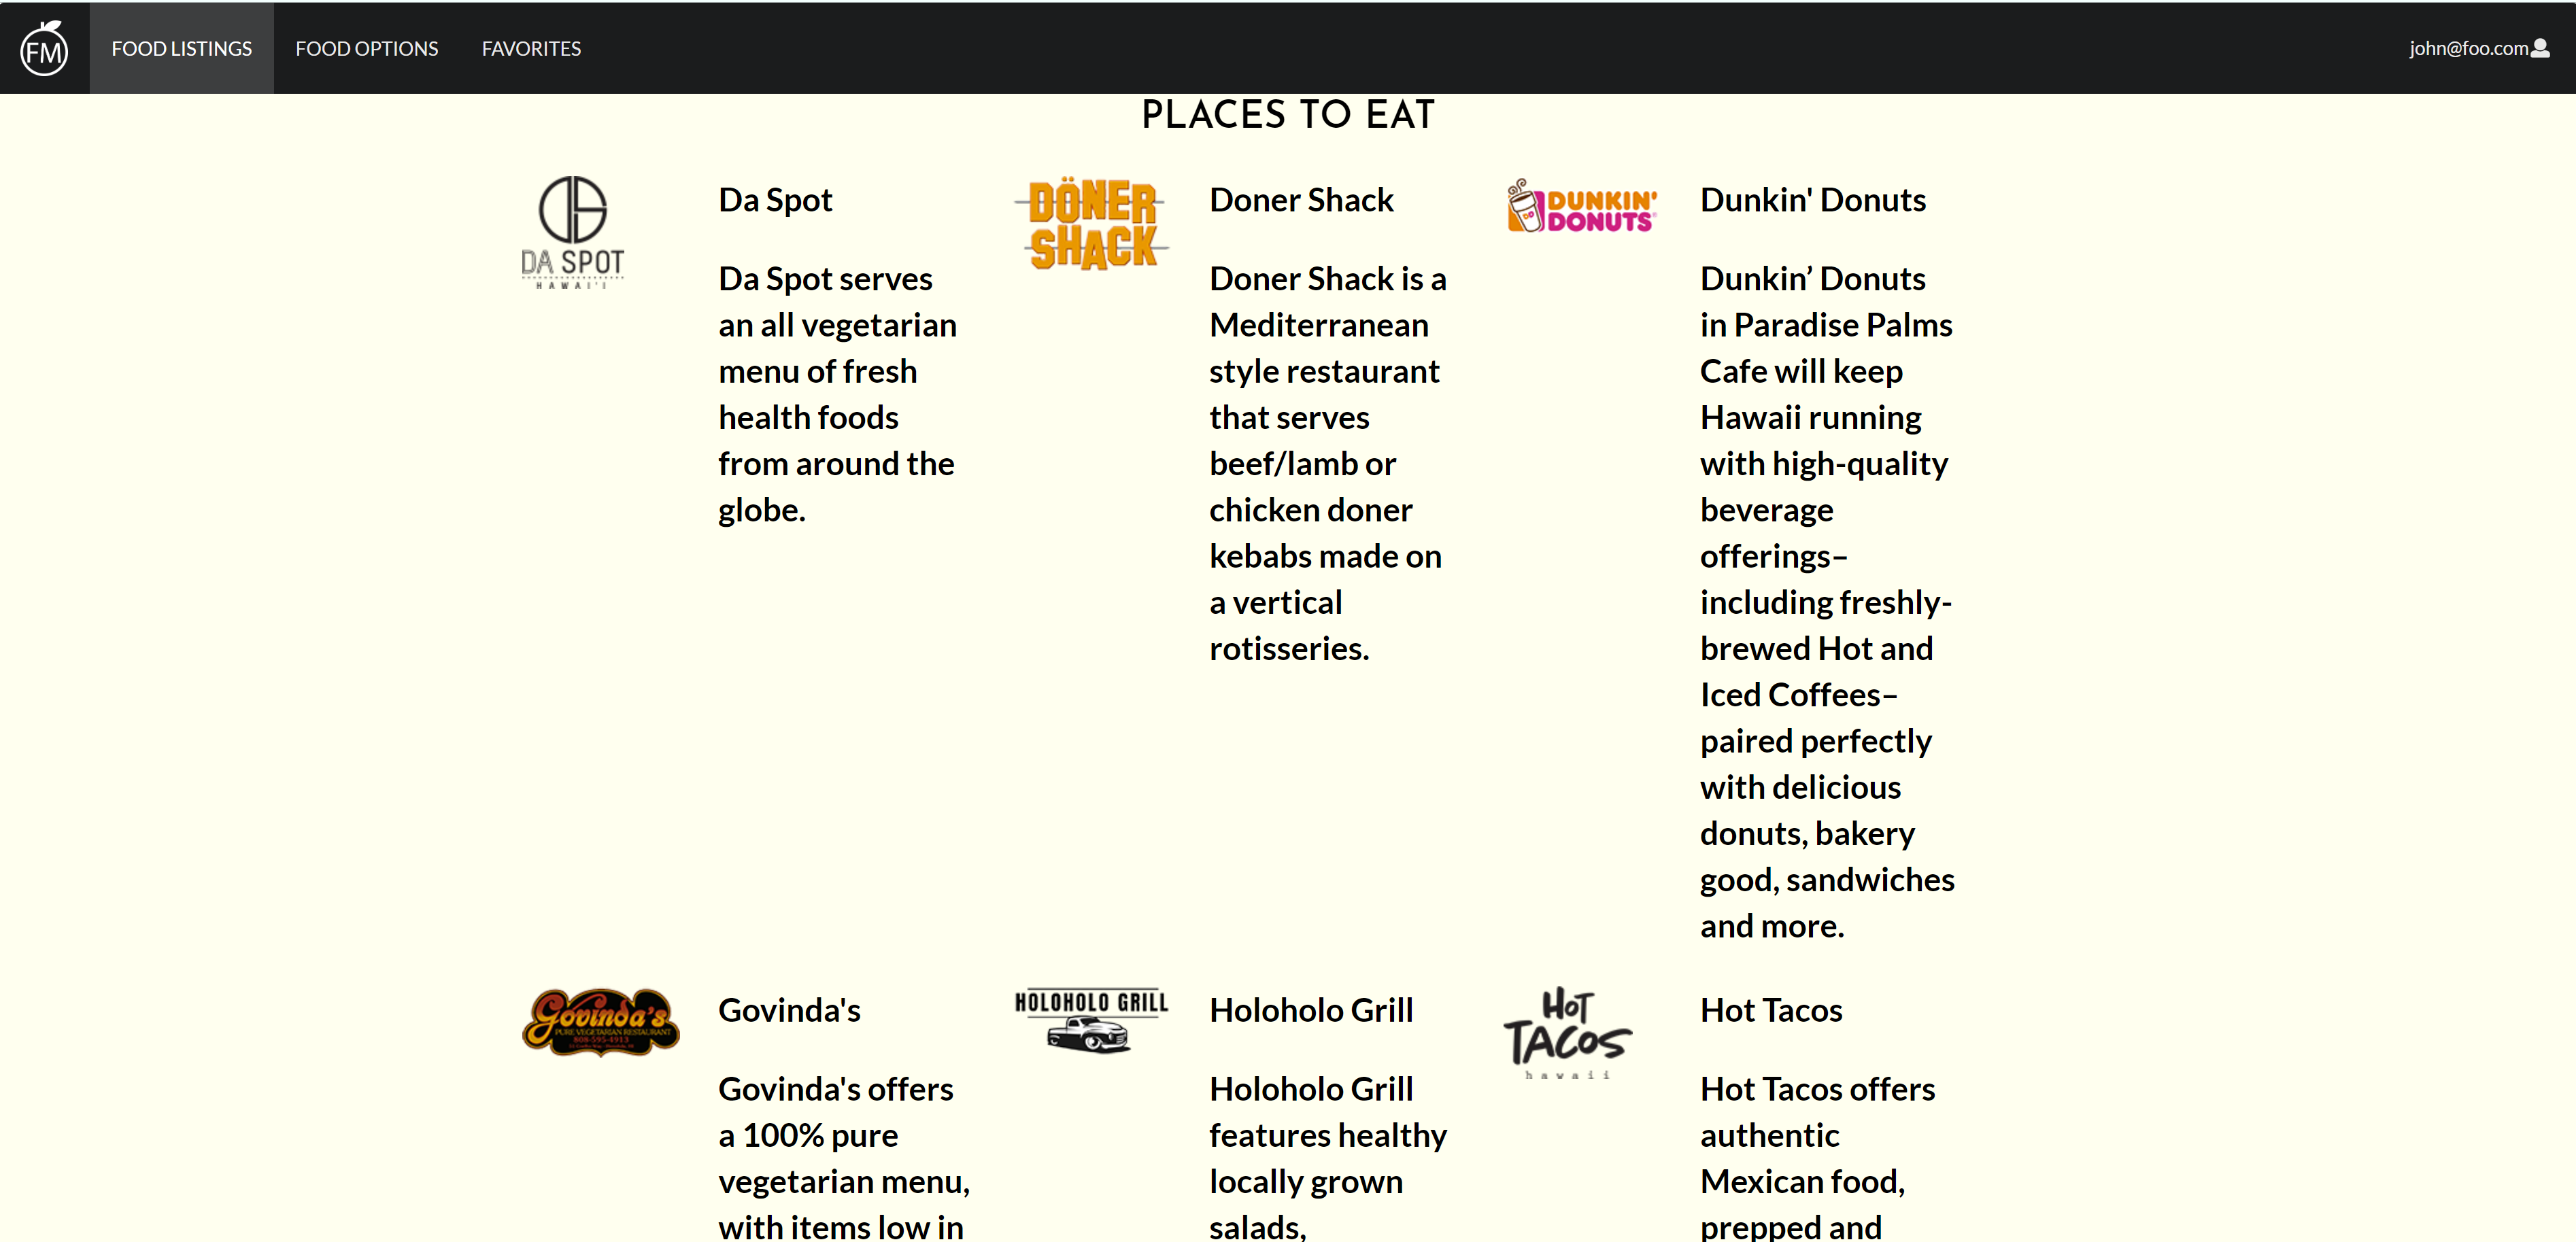 FM
FOOD LISTINGS
FOOD OPTIONS
FAVORITES
john@foo.com
PLACES TO EAT
DA SPOT
HAWAI'I
Da Spot
Da Spot serves
an all vegetarian
menu of fresh
health foods
from around the
globe.
DÖNER
SHACK
Doner Shack
Doner Shack is a
Mediterranean
style restaurant
that serves
beef/lamb or
chicken doner
kebabs made on
a vertical
rotisseries.
DUNKIN'
DONUTS
Dunkin' Donuts
Dunkin’ Donuts
in Paradise Palms
Cafe will keep
Hawaii running
with high-quality
beverage
offerings–
including freshly-
brewed Hot and
Iced Coffees–
paired perfectly
with delicious
donuts, bakery
good, sandwiches
and more.
Govinda's
PURE VEGETARIAN RESTAURANT
808-595-4913
Govinda's
Govinda's offers
a 100% pure
vegetarian menu,
with items low in
HOLOHOLO GRILL
Holoholo Grill
Holoholo Grill
features healthy
locally grown
salads,
HOT
TACOS
hawaii
Hot Tacos
Hot Tacos offers
authentic
Mexican food,
prepped and